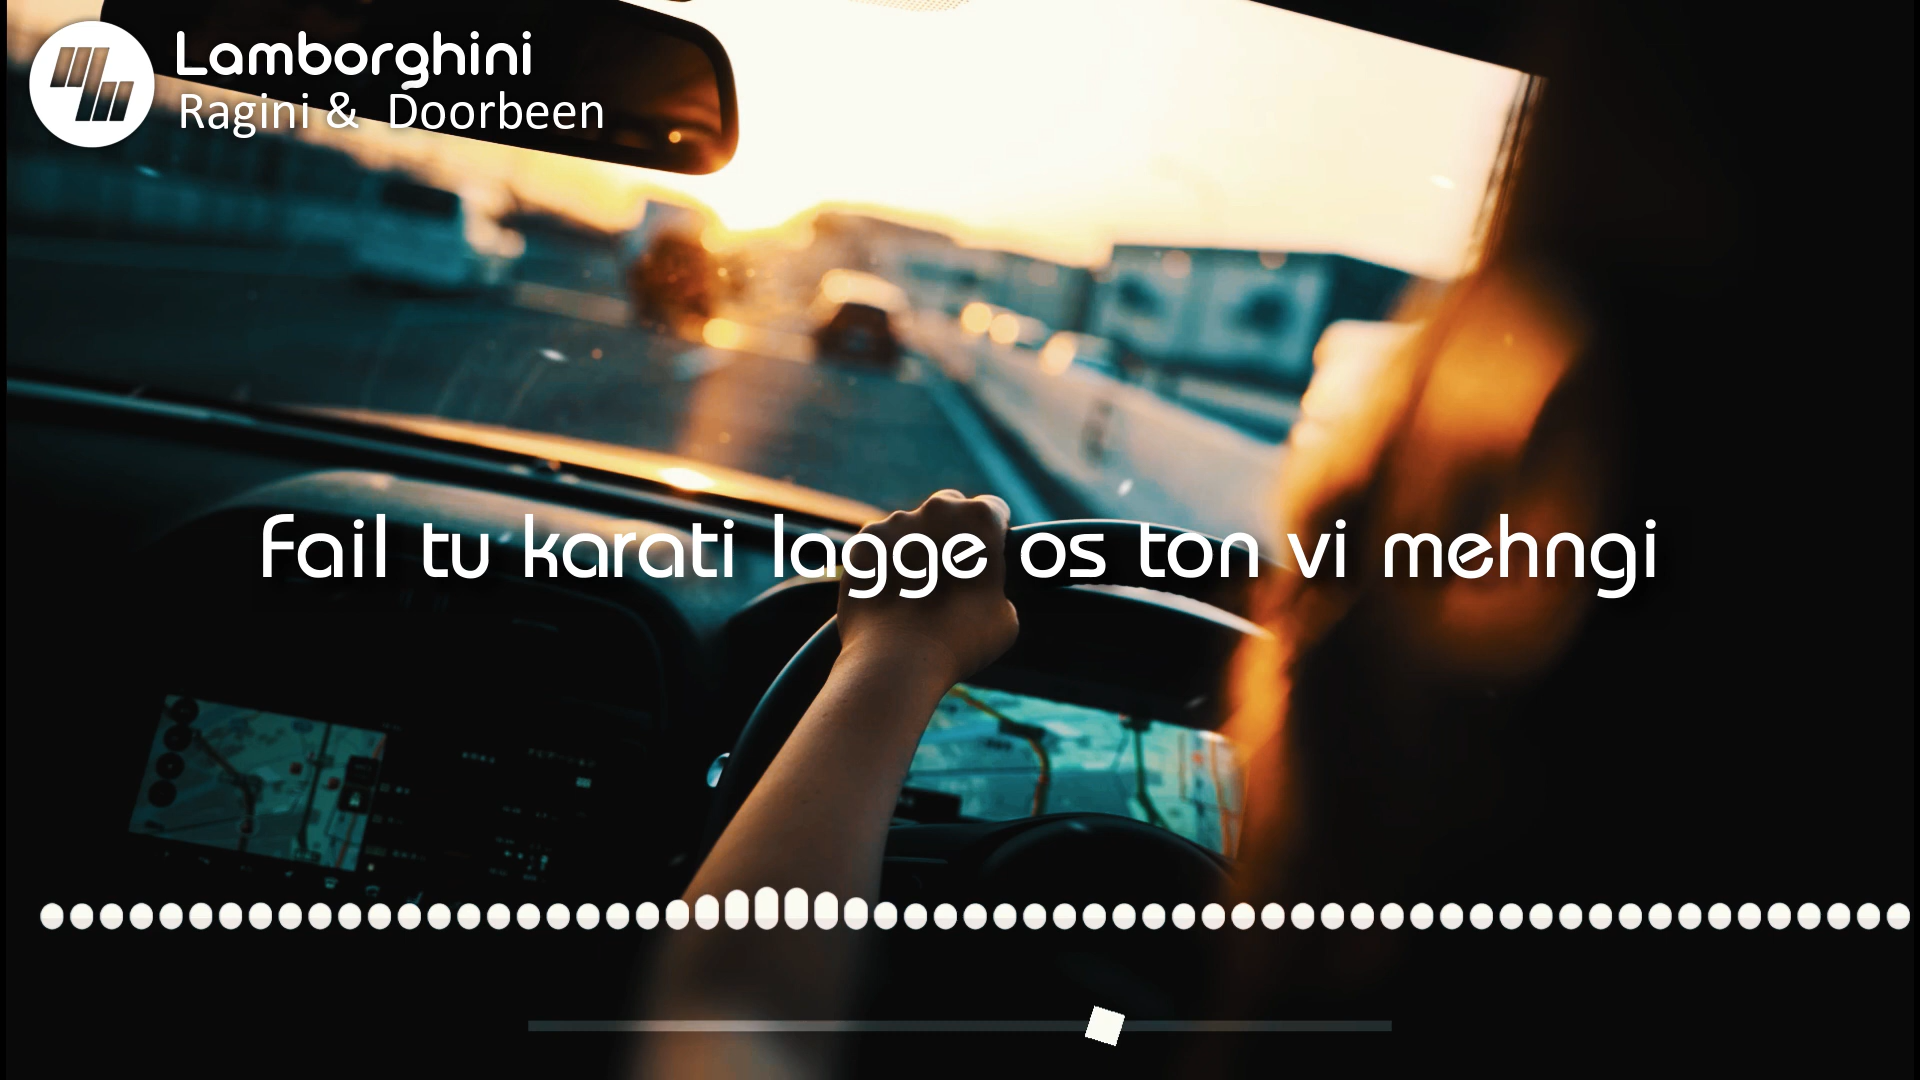 Lamborghini
Ragini & Doorbeen
Fail tu karati lagge os ton vi mehngi